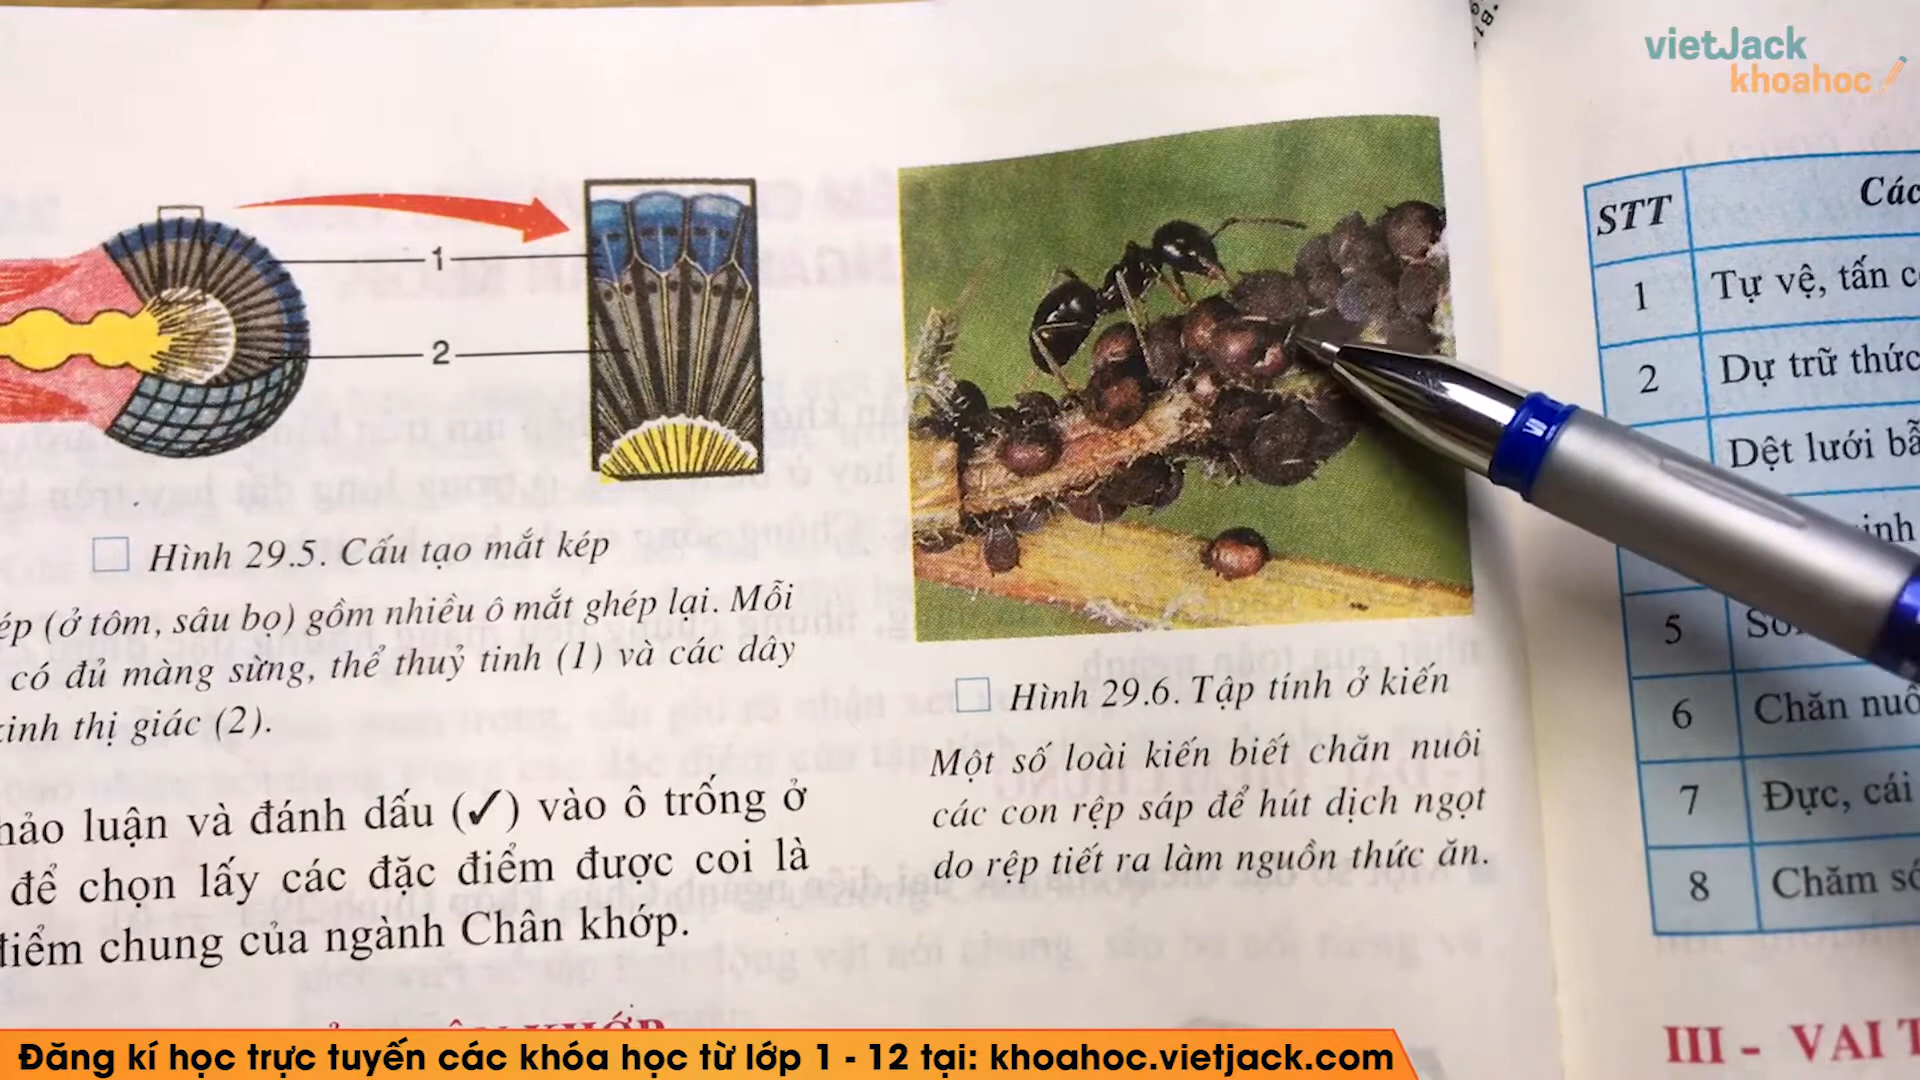 vietJack
khoahoc
1
2
Hình 29.5. Cấu tạo mắt kép
ép (ở tôm, sâu bọ) gồm nhiều ô mắt ghép lại. Mỗi
có đủ màng sừng, thể thuỷ tinh (1) và các dây
inh thị giác (2).
hảo luận và đánh dấu (✓) vào ô trống ở
để chọn lấy các đặc điểm được coi là
điểm chung của ngành Chân khớp.
Hình 29.6. Tập tính ở kiến
Một số loài kiến biết chăn nuôi
các con rệp sáp để hút dịch ngọt
do rệp tiết ra làm nguồn thức ăn.
STT Các
1 Tự vệ, tấn c
2 Dự trữ thức
Dệt lưới bẫ
inh
5
6 Chăn nuô
7 Đực, cái
8 Chăm só
III - VAI T
Đăng kí học trực tuyến các khóa học từ lớp 1 - 12 tại: khoahoc.vietjack.com